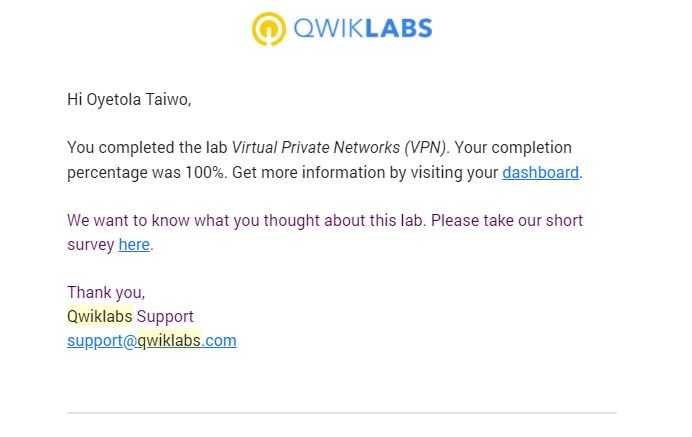 QWIKLABS
Hi Oyetola Taiwo,
You completed the lab Virtual Private Networks (VPN). Your completion
percentage was 100%. Get more information by visiting your dashboard.
We want to know what you thought about this lab. Please take our short
survey here.
Thank you,
Qwiklabs Support
support@qwiklabs.com